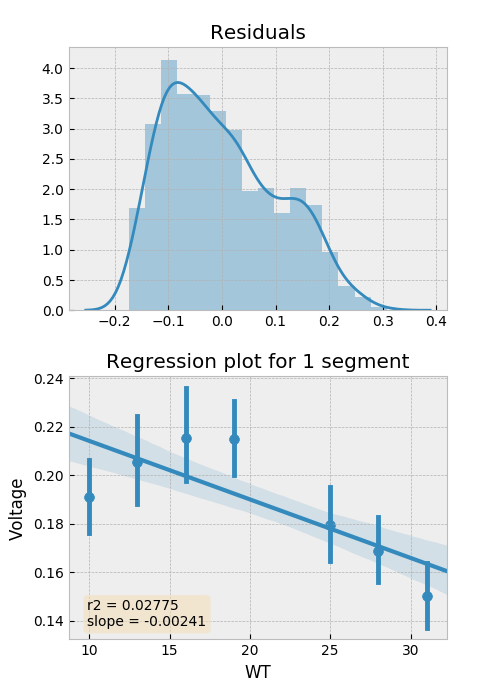 Residuals
4.0
3.5
3.0
2.5
2.0
1.5
1.0
0.5
0.0
−0.2 −0.1 0.0 0.1 0.2 0.3 0.4
Regression plot for 1 segment
0.24
0.22
0.20
0.18
0.16
0.14
Voltage
r2 = 0.02775
slope = -0.00241
10 15 20 25 30
WT